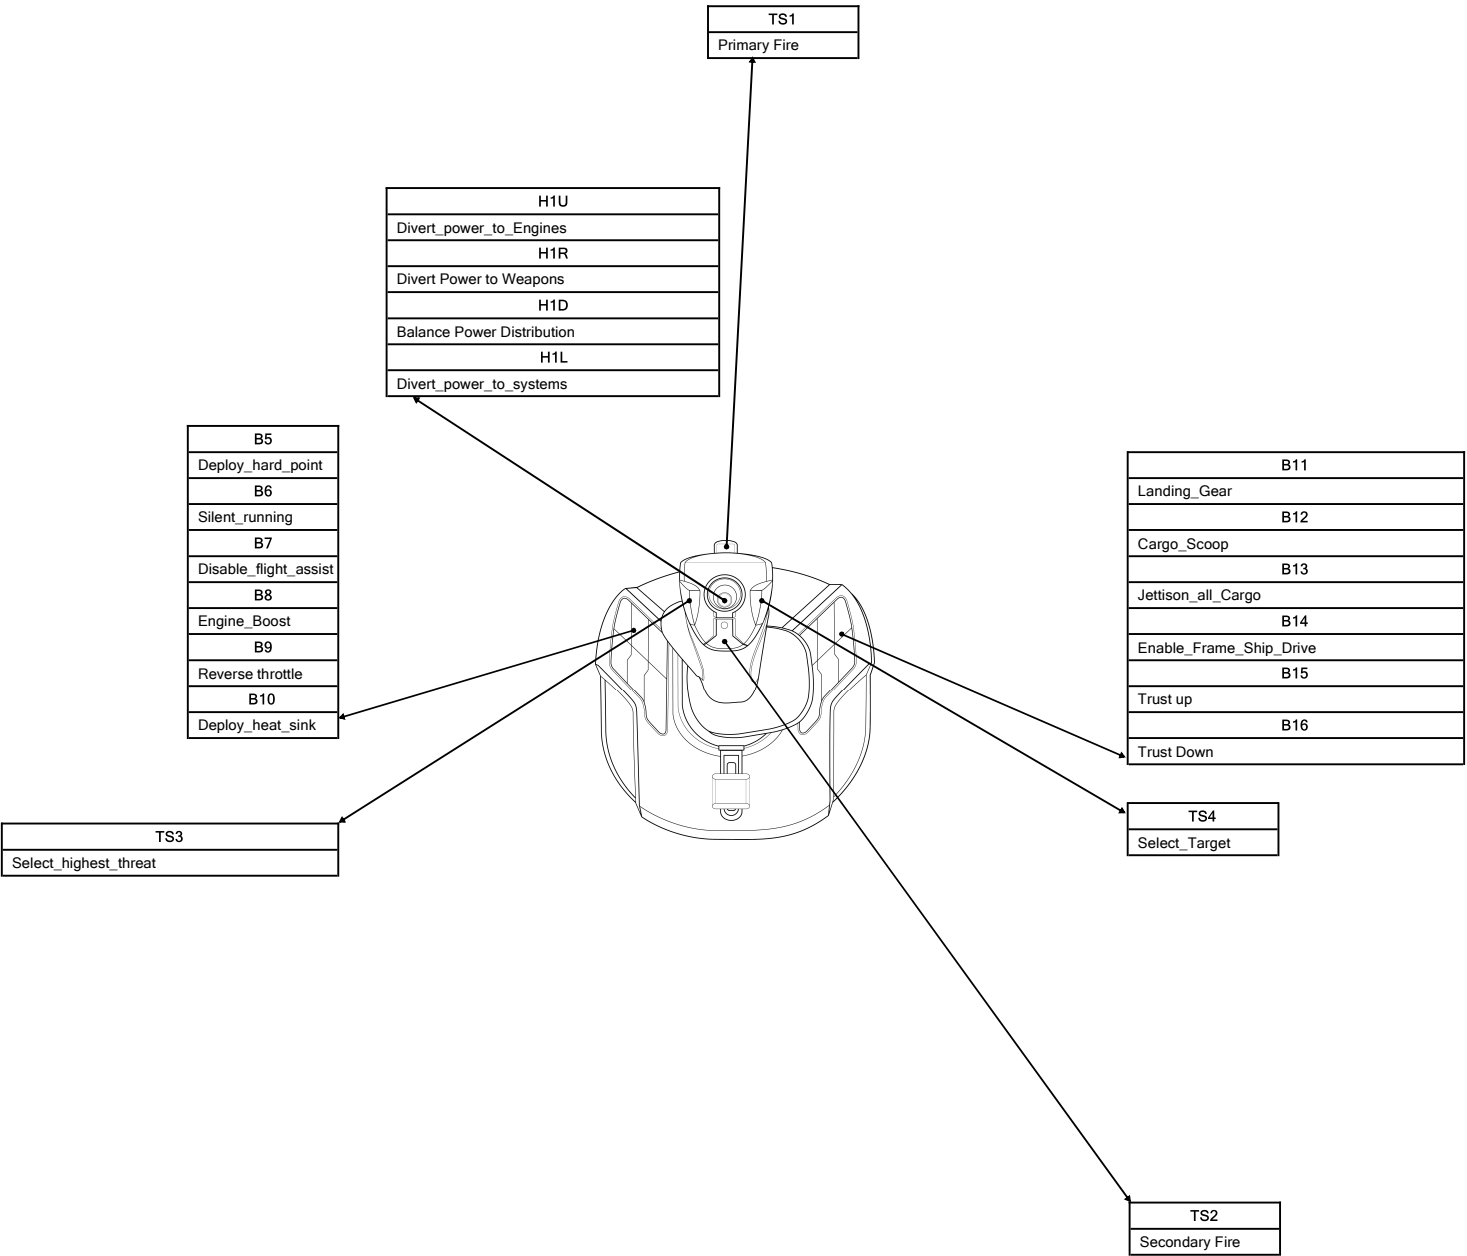 TS1
Primary Fire
H1U
Divert_power_to_Engines
H1R
Divert Power to Weapons
H1D
Balance Power Distribution
H1L
Divert_power_to_systems
B5
Deploy_hard_point
B6
Silent_running
B7
Disable_flight_assist
B8
Engine_Boost
B9
Reverse throttle
B10
Deploy_heat_sink
B11
Landing_Gear
B12
Cargo_Scoop
B13
Jettison_all_Cargo
B14
Enable_Frame_Ship_Drive
B15
Trust up
B16
Trust Down
TS4
Select_Target
TS3
Select_highest_threat
TS2
Secondary Fire